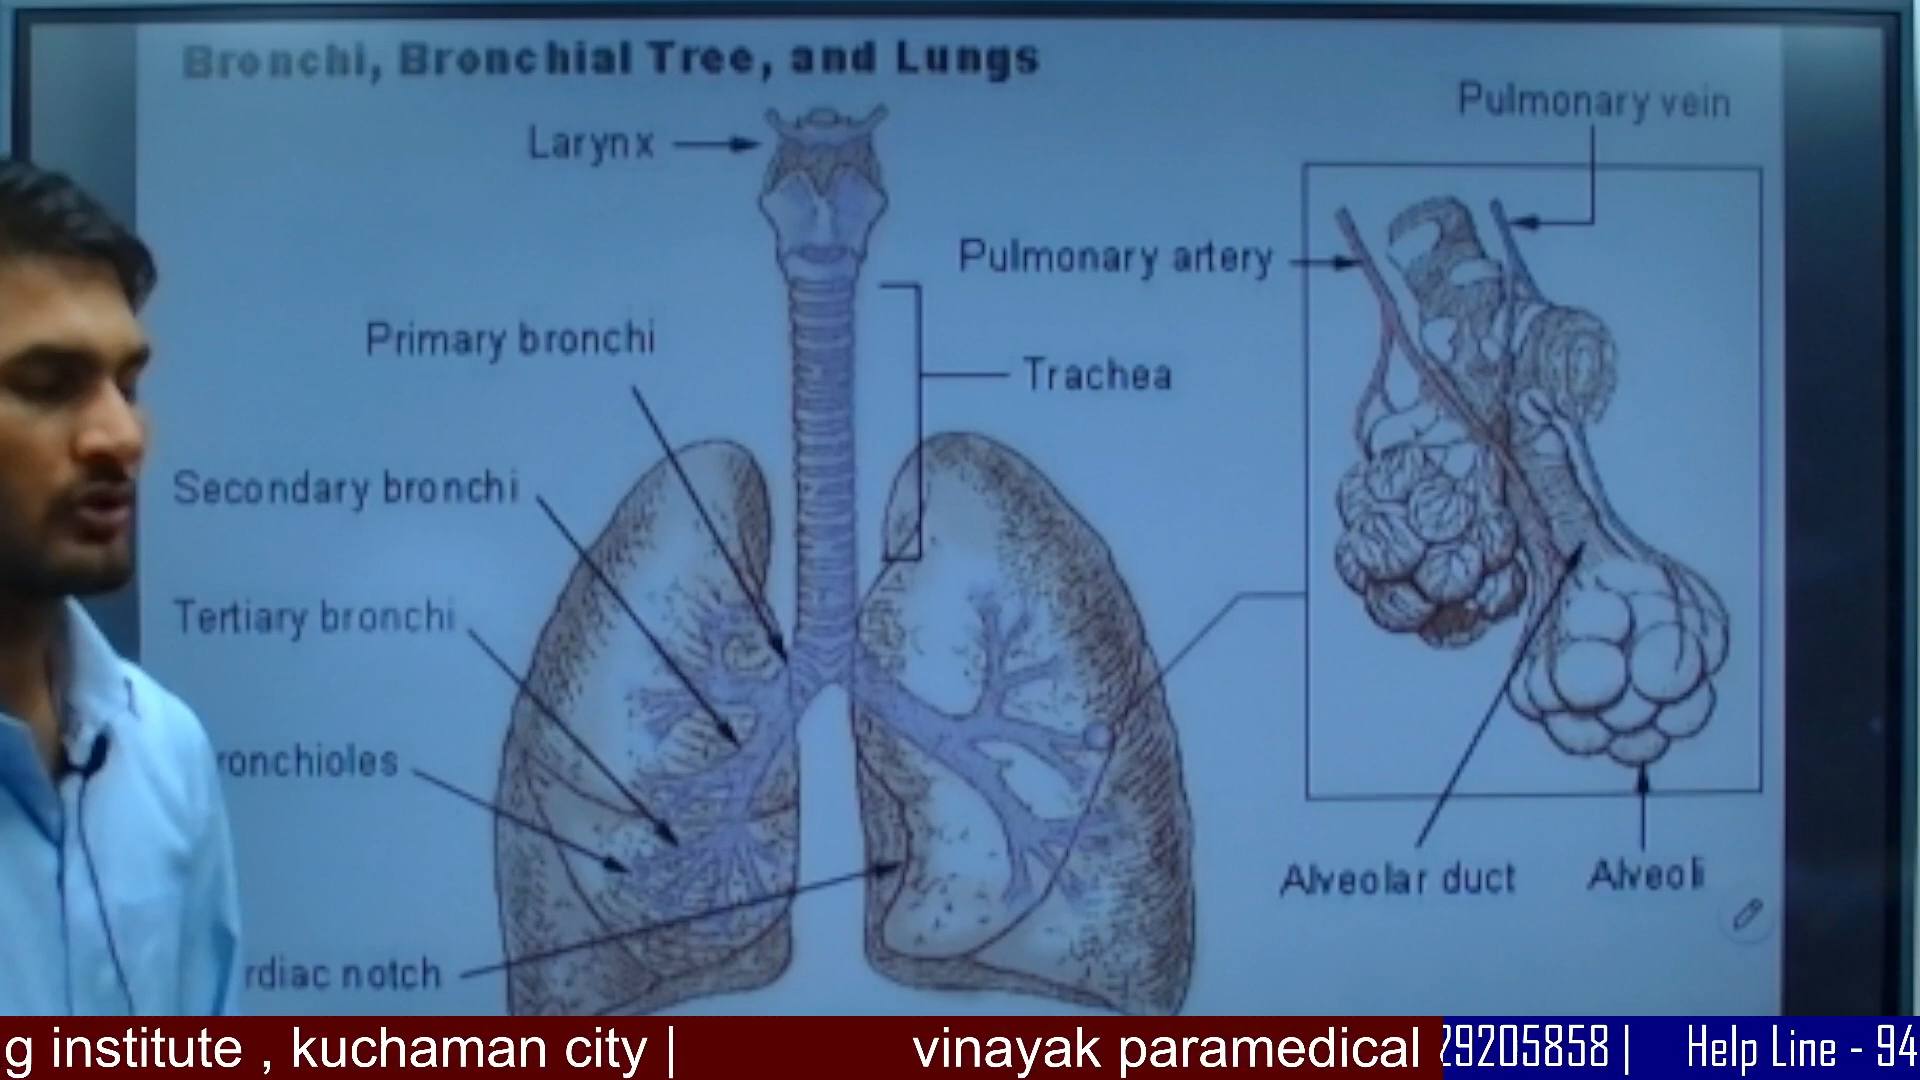 Bronchi, Bronchial Tree, and Lungs
Pulmonary vein
Larynx
Pulmonary artery
Primary bronchi
Trachea
Secondary bronchi
Tertiary bronchi
ronchioles
Alveolar duct
Alveoli
rdiac notch
g institute , kuchaman city | vinayak paramedical 29205858 | Help Line - 94